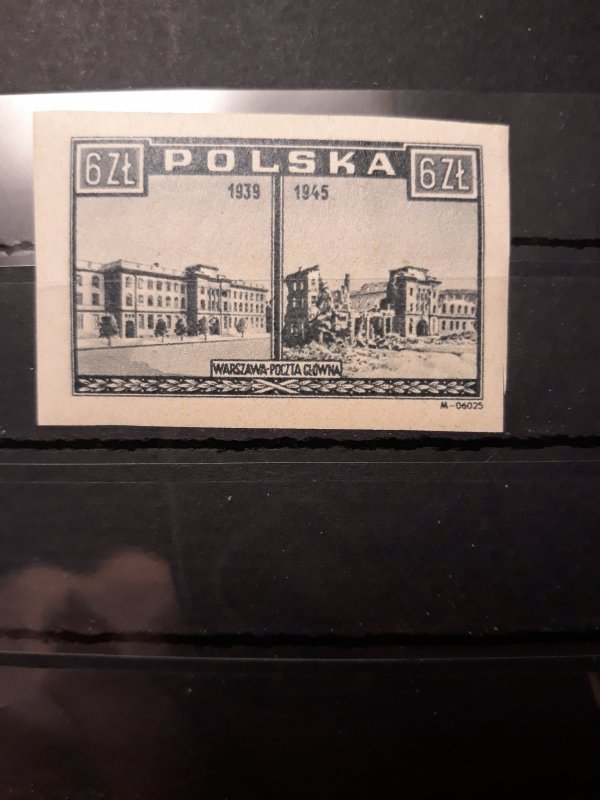 6 ZŁ POLSKA 6 ZŁ
1939 1945
WARSZAWA-POCZTA GŁÓWNA
M-06025